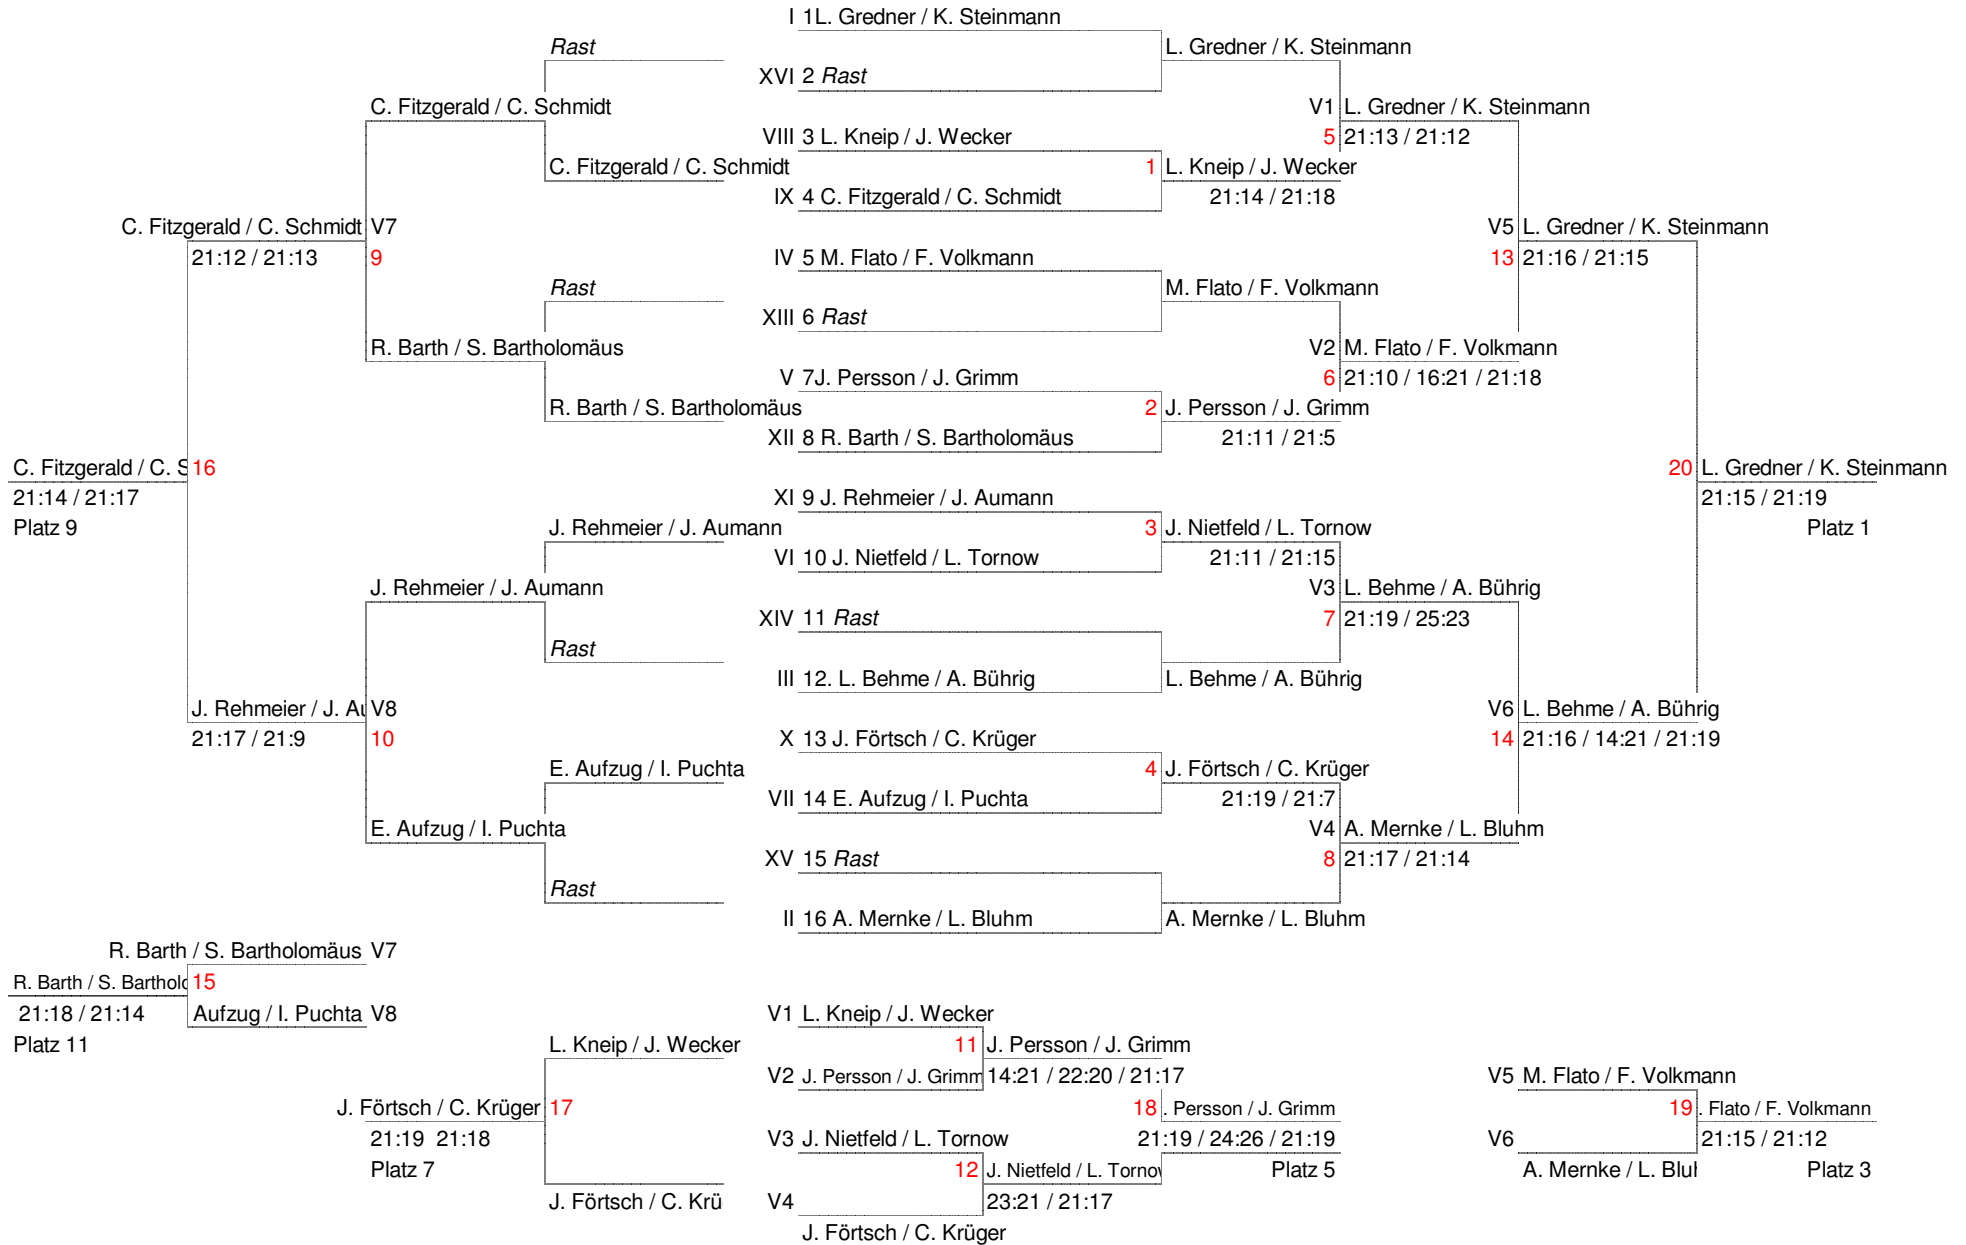 I 1L. Gredner / K. Steinmann
Rast
L. Gredner / K. Steinmann
XVI 2 Rast
C. Fitzgerald / C. Schmidt
V1 L. Gredner / K. Steinmann
VIII 3 L. Kneip / J. Wecker
5 21:13 / 21:12
C. Fitzgerald / C. Schmidt
1 L. Kneip / J. Wecker
IX 4 C. Fitzgerald / C. Schmidt
21:14 / 21:18
C. Fitzgerald / C. Schmidt V7
V5 L. Gredner / K. Steinmann
21:12 / 21:13 9
IV 5 M. Flato / F. Volkmann
13 21:16 / 21:15
Rast
M. Flato / F. Volkmann
XIII 6 Rast
R. Barth / S. Bartholomäus
V2 M. Flato / F. Volkmann
V 7J. Persson / J. Grimm
6 21:10 / 16:21 / 21:18
R. Barth / S. Bartholomäus
2 J. Persson / J. Grimm
XII 8 R. Barth / S. Bartholomäus
21:11 / 21:5
C. Fitzgerald / C. S 16
20 L. Gredner / K. Steinmann
21:14 / 21:17
XI 9 J. Rehmeier / J. Aumann
21:15 / 21:19
Platz 9
J. Rehmeier / J. Aumann
3 J. Nietfeld / L. Tornow
Platz 1
VI 10 J. Nietfeld / L. Tornow
21:11 / 21:15
J. Rehmeier / J. Aumann
V3 L. Behme / A. Bührig
XIV 11 Rast
7 21:19 / 25:23
Rast
III 12. L. Behme / A. Bührig
L. Behme / A. Bührig
J. Rehmeier / J. Au V8
V6 L. Behme / A. Bührig
21:17 / 21:9 10
X 13 J. Förtsch / C. Krüger
14 21:16 / 14:21 / 21:19
E. Aufzug / I. Puchta
4 J. Förtsch / C. Krüger
VII 14 E. Aufzug / I. Puchta
21:19 / 21:7
E. Aufzug / I. Puchta
V4 A. Mernke / L. Bluhm
XV 15 Rast
8 21:17 / 21:14
Rast
II 16 A. Mernke / L. Bluhm
A. Mernke / L. Bluhm
R. Barth / S. Bartholomäus V7
R. Barth / S. Bartholo 15
21:18 / 21:14
Aufzug / I. Puchta V8
V1 L. Kneip / J. Wecker
Platz 11
L. Kneip / J. Wecker
11 J. Persson / J. Grimm
V2 J. Persson / J. Grimm 14:21 / 22:20 / 21:17
V5 M. Flato / F. Volkmann
J. Förtsch / C. Krüger 17
18 . Persson / J. Grimm
19 . Flato / F. Volkmann
21:19 21:18
V3 J. Nietfeld / L. Tornow
21:19 / 24:26 / 21:19
V6
21:15 / 21:12
Platz 7
12 J. Nietfeld / L. Tornow
Platz 5
A. Mernke / L. Bluh
Platz 3
J. Förtsch / C. Krü
V4
23:21 / 21:17
J. Förtsch / C. Krüger